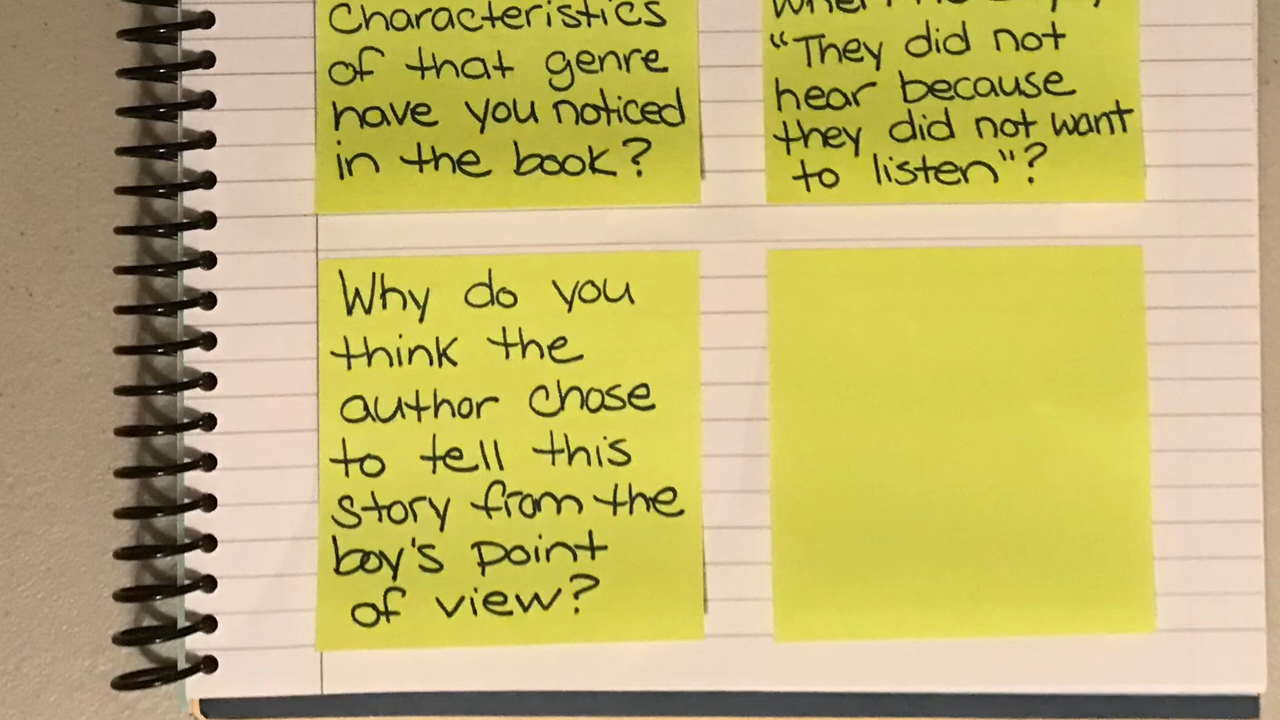 Characteristics
of that genre
have you noticed
in the book?
"They did not
hear because
they did not want
to listen"?
Why do you
think the
author chose
to tell this
story from the
boy's point
of view?